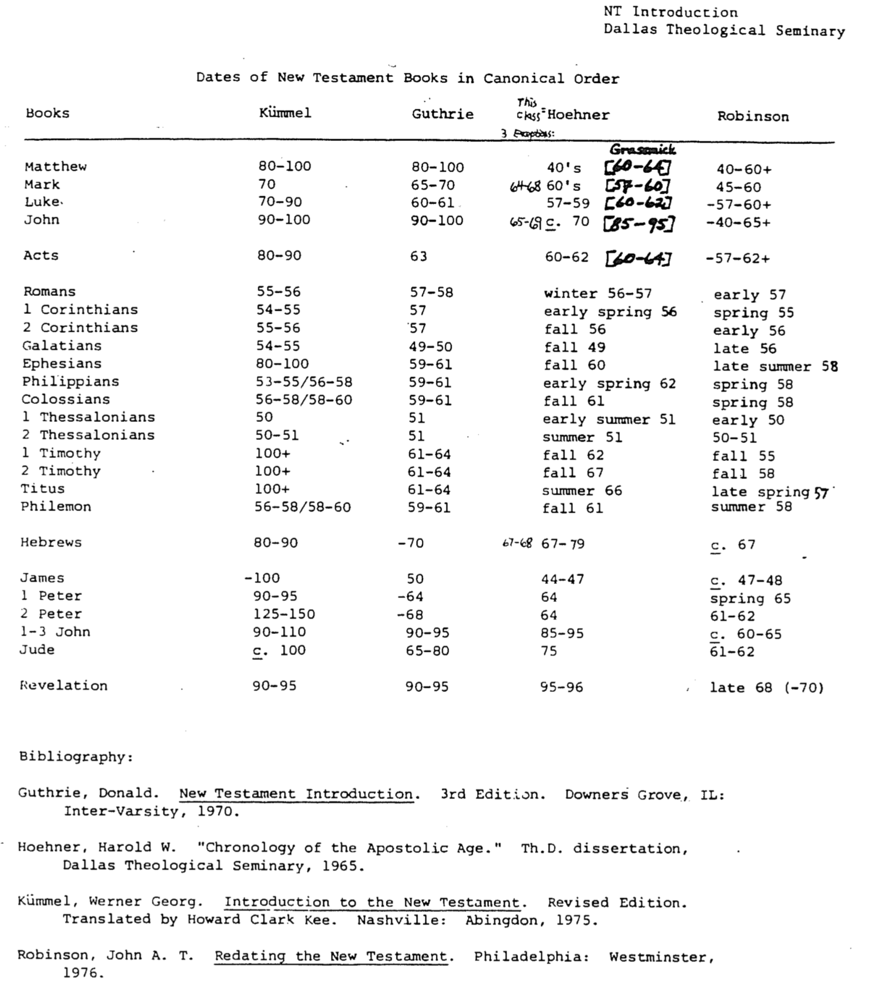 NT Introduction
Dallas Theological Seminary
Dates of New Testament Books in Canonical Order
This
Books Kümmel Guthrie class = Hoehner Robinson
3 Exceptions:
Grassmick
Matthew 80-100 80-100 40's [60-64] 40-60+
Mark 70 65-70 64-68 60's [57-60] 45-60
Luke 70-90 60-61 57-59 [60-62] -57-60+
John 90-100 90-100 65-69 c. 70 [85-95] -40-65+
Acts 80-90 63 60-62 [60-64] -57-62+
Romans 55-56 57-58 winter 56-57 early 57
1 Corinthians 54-55 57 early spring 56 spring 55
2 Corinthians 55-56 57 fall 56 early 56
Galatians 54-55 49-50 fall 49 late 56
Ephesians 80-100 59-61 fall 60 late summer 58
Philippians 53-55/56-58 59-61 early spring 62 spring 58
Colossians 56-58/58-60 59-61 fall 61 spring 58
1 Thessalonians 50 51 early summer 51 early 50
2 Thessalonians 50-51 51 summer 51 50-51
1 Timothy 100+ 61-64 fall 62 fall 55
2 Timothy 100+ 61-64 fall 67 fall 58
Titus 100+ 61-64 summer 66 late spring 57
Philemon 56-58/58-60 59-61 fall 61 summer 58
Hebrews 80-90 -70 67-68 67-79 c. 67
James -100 50 44-47 c. 47-48
1 Peter 90-95 -64 64 spring 65
2 Peter 125-150 -68 64 61-62
1-3 John 90-110 90-95 85-95 c. 60-65
Jude c. 100 65-80 75 61-62
Revelation 90-95 90-95 95-96 late 68 (-70)
Bibliography:
Guthrie, Donald. New Testament Introduction. 3rd Edition. Downers Grove, IL:
Inter-Varsity, 1970.
Hoehner, Harold W. "Chronology of the Apostolic Age." Th.D. dissertation,
Dallas Theological Seminary, 1965.
Kümmel, Werner Georg. Introduction to the New Testament. Revised Edition.
Translated by Howard Clark Kee. Nashville: Abingdon, 1975.
Robinson, John A. T. Redating the New Testament. Philadelphia: Westminster,
1976.